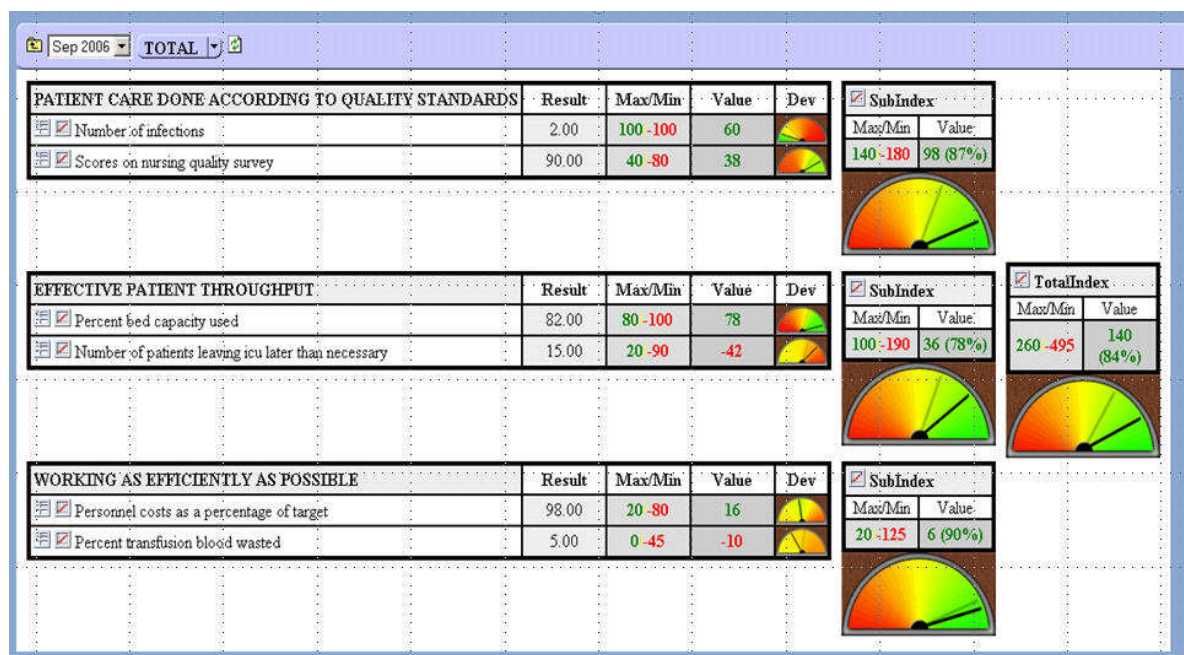 Sep 2006 TOTAL
PATIENT CARE DONE ACCORDING TO QUALITY STANDARDS Result Max/Min Value Dev
Number of infections 2.00 100 -100 60
Scores on nursing quality survey 90.00 40 -80 38
SubIndex
Max/Min Value
140 -180 98 (87%)
EFFECTIVE PATIENT THROUGHPUT Result Max/Min Value Dev
Percent bed capacity used 82.00 80 -100 78
Number of patients leaving icu later than necessary 15.00 20 -90 -42
SubIndex
Max/Min Value
100 -190 36 (78%)
TotalIndex
Max/Min Value
260 -495 140
(84%)
WORKING AS EFFICIENTLY AS POSSIBLE Result Max/Min Value Dev
Personnel costs as a percentage of target 98.00 20 -80 16
Percent transfusion blood wasted 5.00 0 -45 -10
SubIndex
Max/Min Value
20 -125 6 (90%)